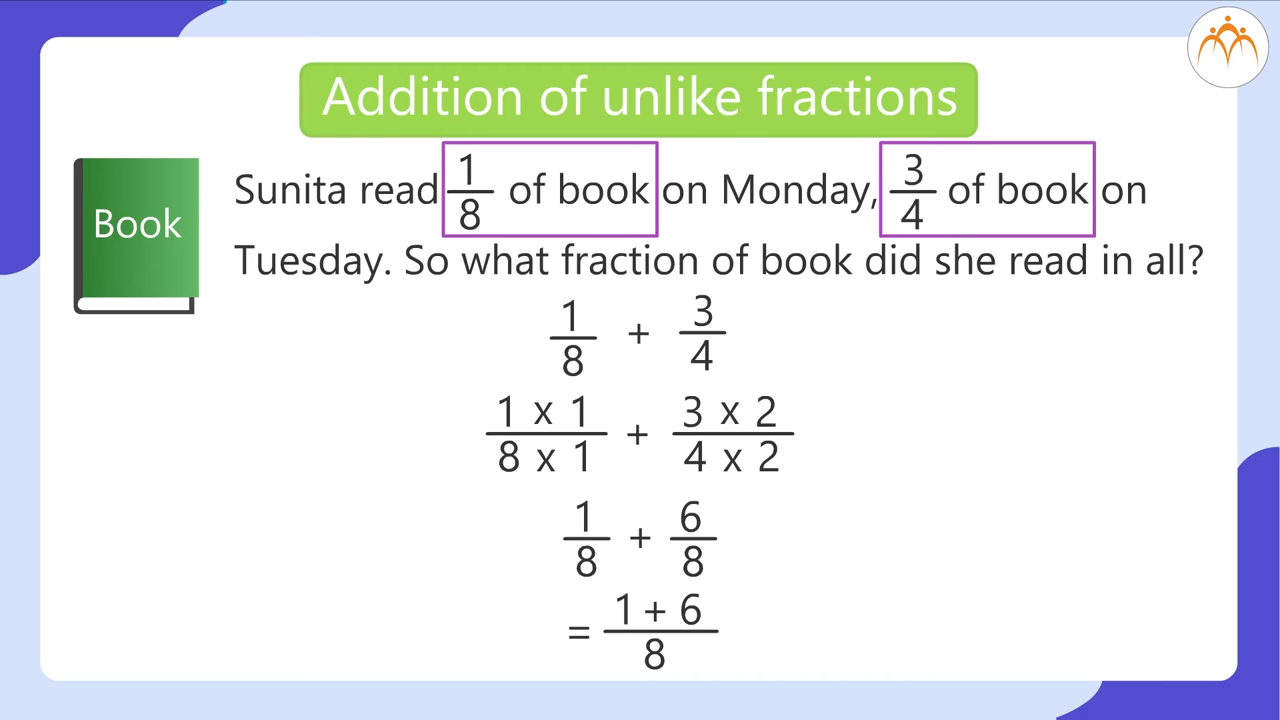 Addition of unlike fractions
Book
Sunita read 1/8 of book on Monday, 3/4 of book on
Tuesday. So what fraction of book did she read in all?
1/8 + 3/4
1 x 1/8 x 1 + 3 x 2/4 x 2
1/8 + 6/8
= 1 + 6/8